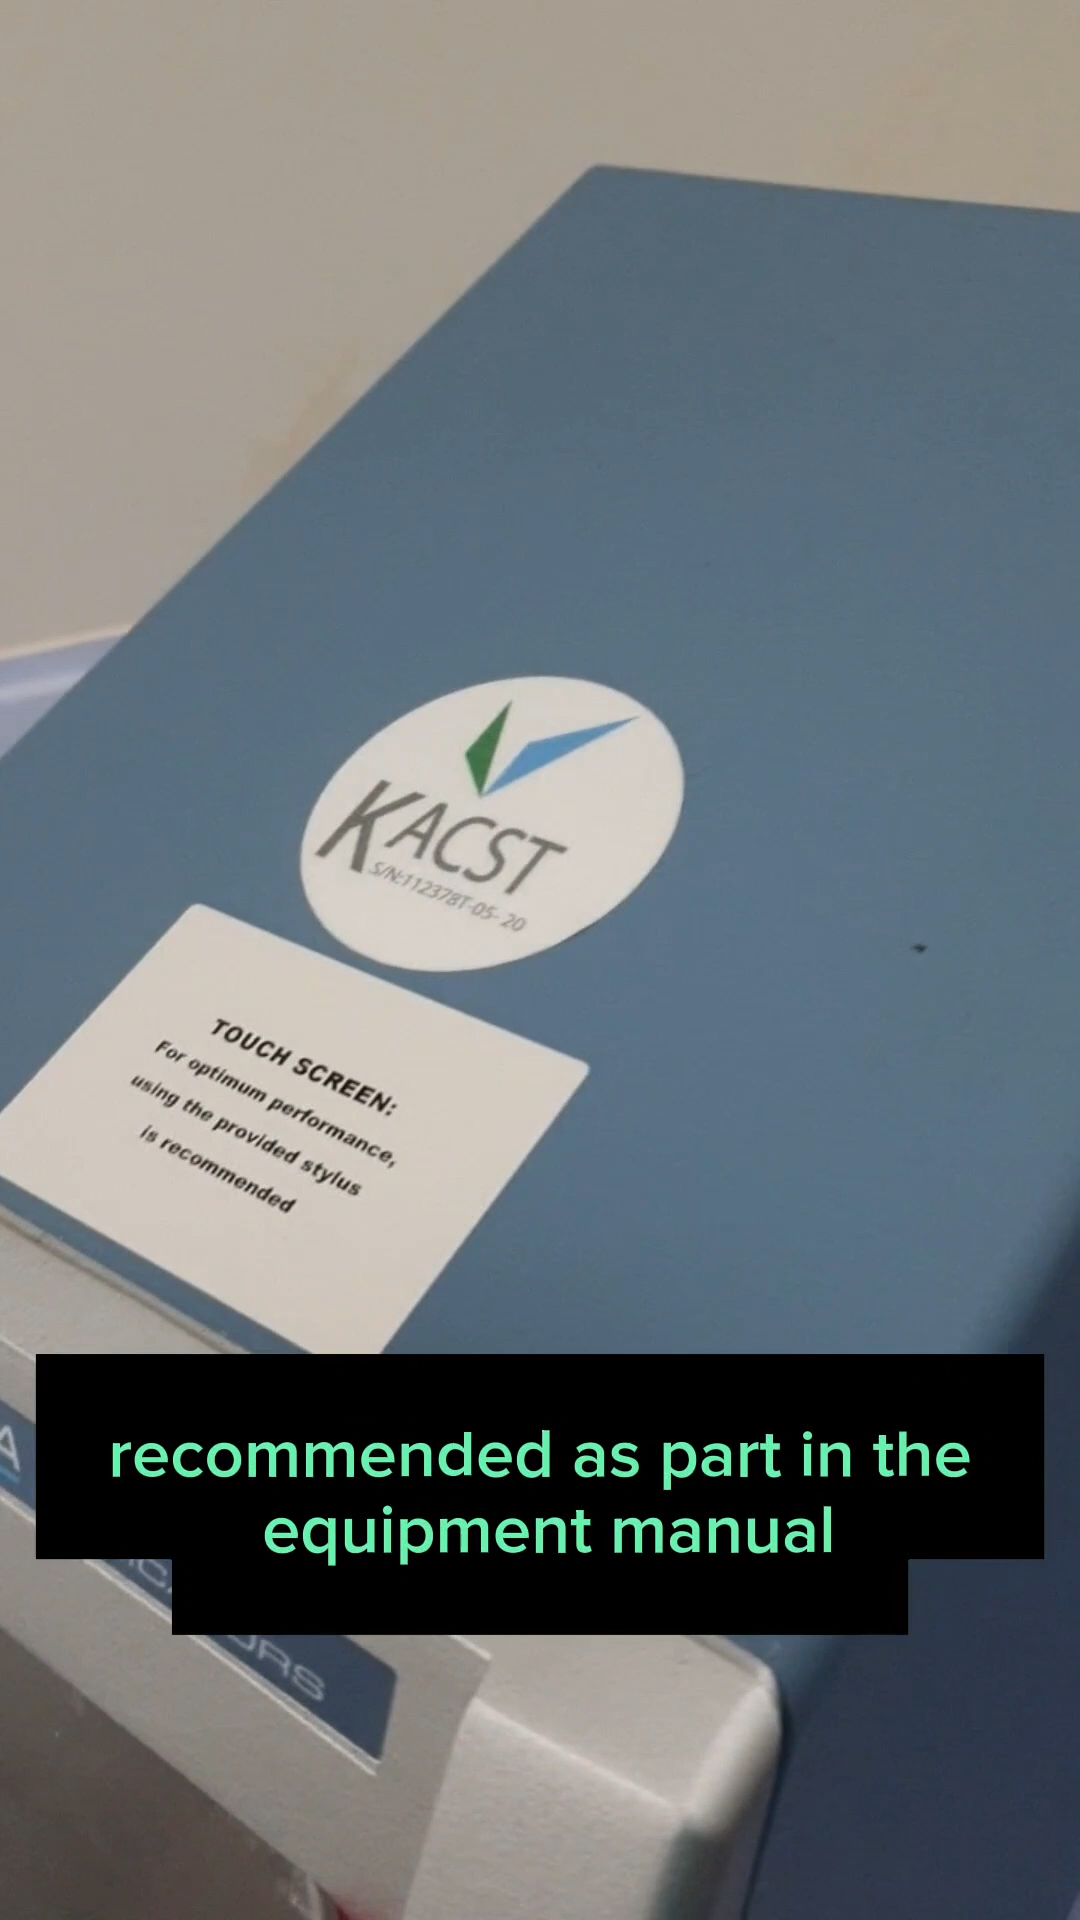 KACST
S/N:112378T-05-20
TOUCH SCREEN:
For optimum performance,
using the provided stylus
is recommended
recommended as part in the
equipment manual